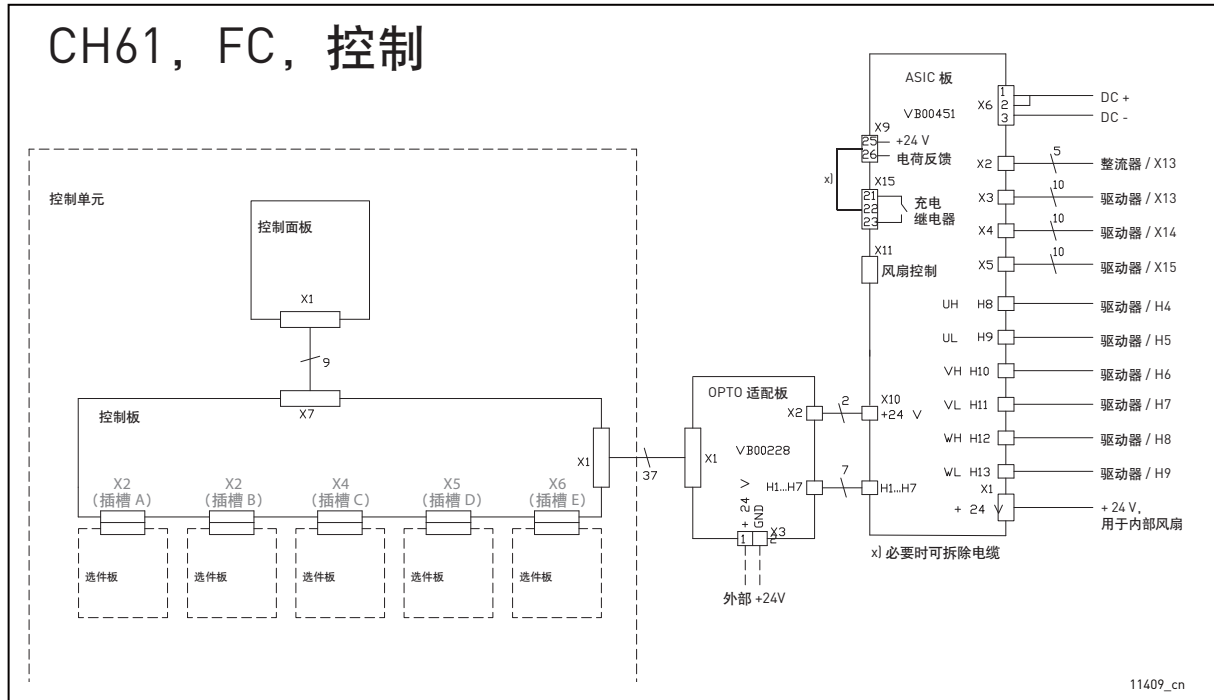 CH61，FC，控制
控制单元
控制面板
X1
9
X7
控制板
X1
37
X2
（插槽 A）
X2
（插槽 B）
X4
（插槽 C）
X5
（插槽 D）
X6
（插槽 E）
选件板
选件板
选件板
选件板
选件板
OPTO 适配板
X2
2
X1
VB00228
H1...H7
7
+ 24 V
GND
X3
1
2
外部 +24V
ASIC 板
VB00451
X6
1
2
3
DC +
DC -
X9
25
26
+24 V
电荷反馈
x)
X15
21
22
23
充电
继电器
X11
风扇控制
X10
+24 V
H1...H7
X2
5
整流器 / X13
X3
10
驱动器 / X13
X4
10
驱动器 / X14
X5
10
驱动器 / X15
UH H8
驱动器 / H4
UL H9
驱动器 / H5
VH H10
驱动器 / H6
VL H11
驱动器 / H7
WH H12
驱动器 / H8
WL H13
驱动器 / H9
X1
+ 24 V
+ 24 V，
用于内部风扇
x) 必要时可拆除电缆
11409_cn